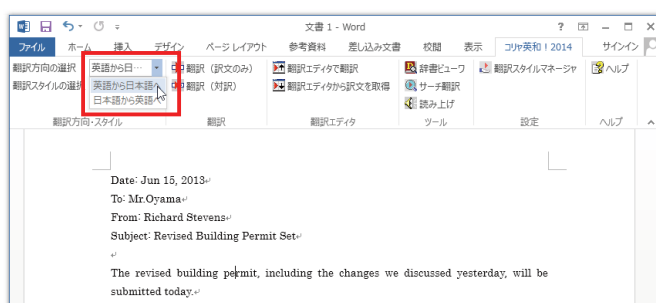 文書 1 - Word
ファイル ホーム 挿入 デザイン ページ レイアウト 参考資料 差し込み文書 校閲 表示 コリャ英和！2014 サインイン
翻訳方向の選択 英語から日… 翻訳（訳文のみ） 翻訳エディタで翻訳 辞書ビューワ 翻訳スタイルマネージャ ヘルプ
翻訳スタイルの選択 英語から日本語へ 翻訳（対訳） 翻訳エディタから訳文を取得 サーチ翻訳
日本語から英語へ 読み上げ
翻訳方向・スタイル 翻訳 翻訳エディタ ツール 設定 ヘルプ
Date: Jun 15, 2013
To: Mr.Oyama
From: Richard Stevens
Subject: Revised Building Permit Set
The revised building permit, including the changes we discussed yesterday, will be
submitted today.